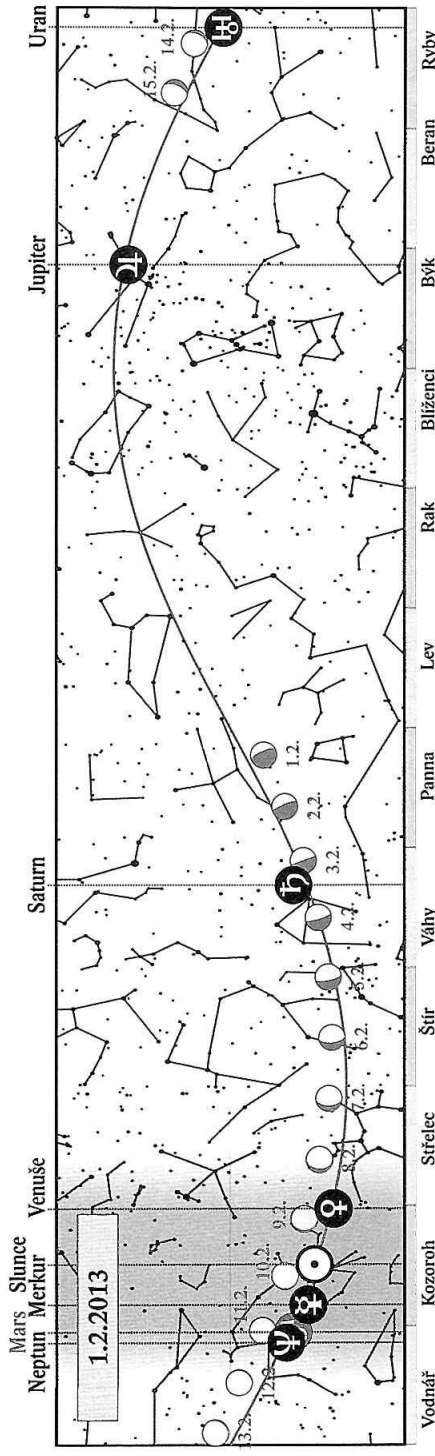 Mars Slunce
Neptun Merkur Venuše Saturn Jupiter Uran
1.2.2013
13.2. 12.2. 11.2. 10.2. 9.2. 8.2. 7.2. 6.2. 5.2. 4.2. 3.2. 2.2. 1.2. 15.2. 14.2.
Vodnář Kozoroh Střelec Štír Váhy Panna Lev Rak Blíženci Býk Beran Ryby